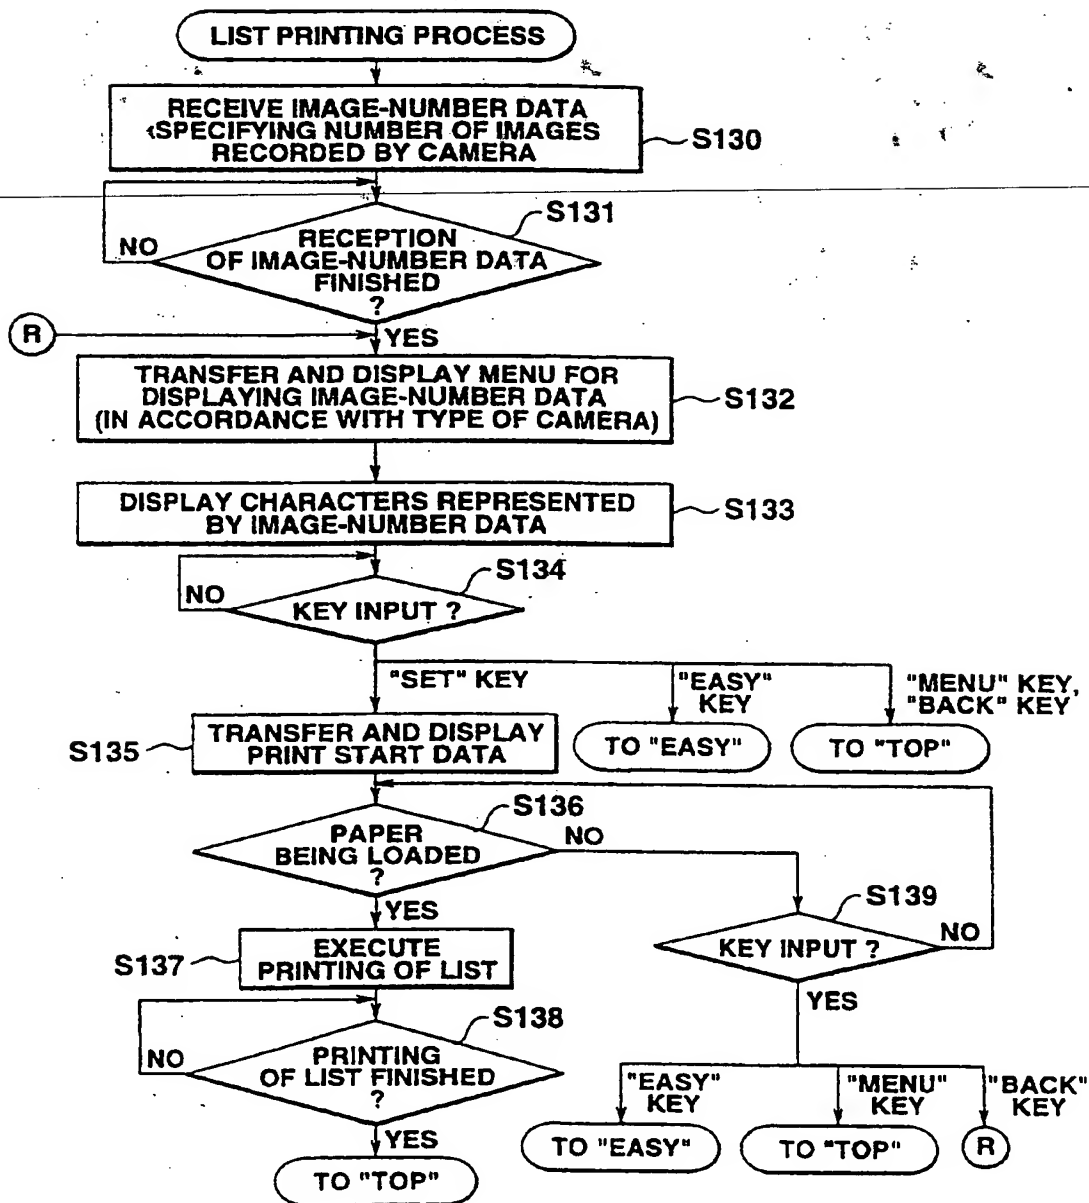 LIST PRINTING PROCESS
RECEIVE IMAGE-NUMBER DATA
SPECIFYING NUMBER OF IMAGES
RECORDED BY CAMERA
S130
S131
NO
RECEPTION
OF IMAGE-NUMBER DATA
FINISHED
?
R
YES
TRANSFER AND DISPLAY MENU FOR
DISPLAYING IMAGE-NUMBER DATA
(IN ACCORDANCE WITH TYPE OF CAMERA)
S132
DISPLAY CHARACTERS REPRESENTED
BY IMAGE-NUMBER DATA
S133
S134
NO
KEY INPUT ?
"SET" KEY
"EASY"
KEY
"MENU" KEY,
"BACK" KEY
S135
TRANSFER AND DISPLAY
PRINT START DATA
TO "EASY"
TO "TOP"
S136
PAPER
BEING LOADED
?
NO
YES
S139
KEY INPUT ?
NO
YES
S137
EXECUTE
PRINTING OF LIST
S138
NO
PRINTING
OF LIST FINISHED
?
YES
TO "TOP"
"EASY"
KEY
"MENU"
KEY
"BACK"
KEY
TO "EASY"
TO "TOP"
R